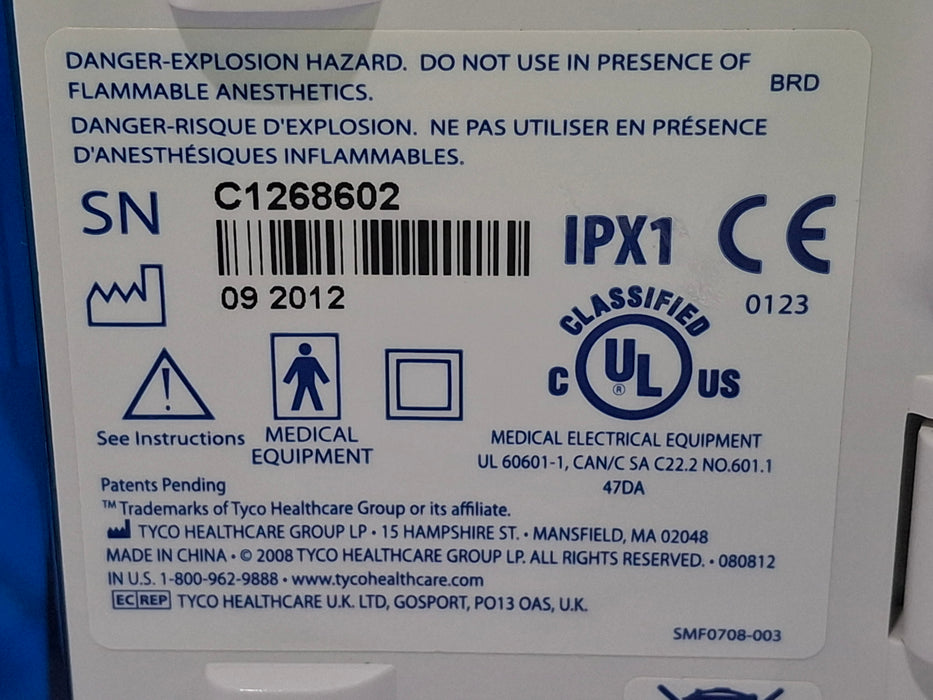 DANGER-EXPLOSION HAZARD. DO NOT USE IN PRESENCE OF
FLAMMABLE ANESTHETICS.
BRD
DANGER-RISQUE D'EXPLOSION. NE PAS UTILISER EN PRÉSENCE
D'ANESTHÉSIQUES INFLAMMABLES.
SN
C1268602
09 2012
IPX1
CE
0123
CLASSIFIED
C UL® US
See Instructions
MEDICAL
EQUIPMENT
MEDICAL ELECTRICAL EQUIPMENT
UL 60601-1, CAN/C SA C22.2 NO.601.1
47DA
Patents Pending
™ Trademarks of Tyco Healthcare Group or its affiliate.
TYCO HEALTHCARE GROUP LP • 15 HAMPSHIRE ST. • MANSFIELD, MA 02048
MADE IN CHINA • © 2008 TYCO HEALTHCARE GROUP LP. ALL RIGHTS RESERVED. • 080812
IN U.S. 1-800-962-9888 • www.tycohealthcare.com
EC REP TYCO HEALTHCARE U.K. LTD, GOSPORT, PO13 OAS, U.K.
SMF0708-003